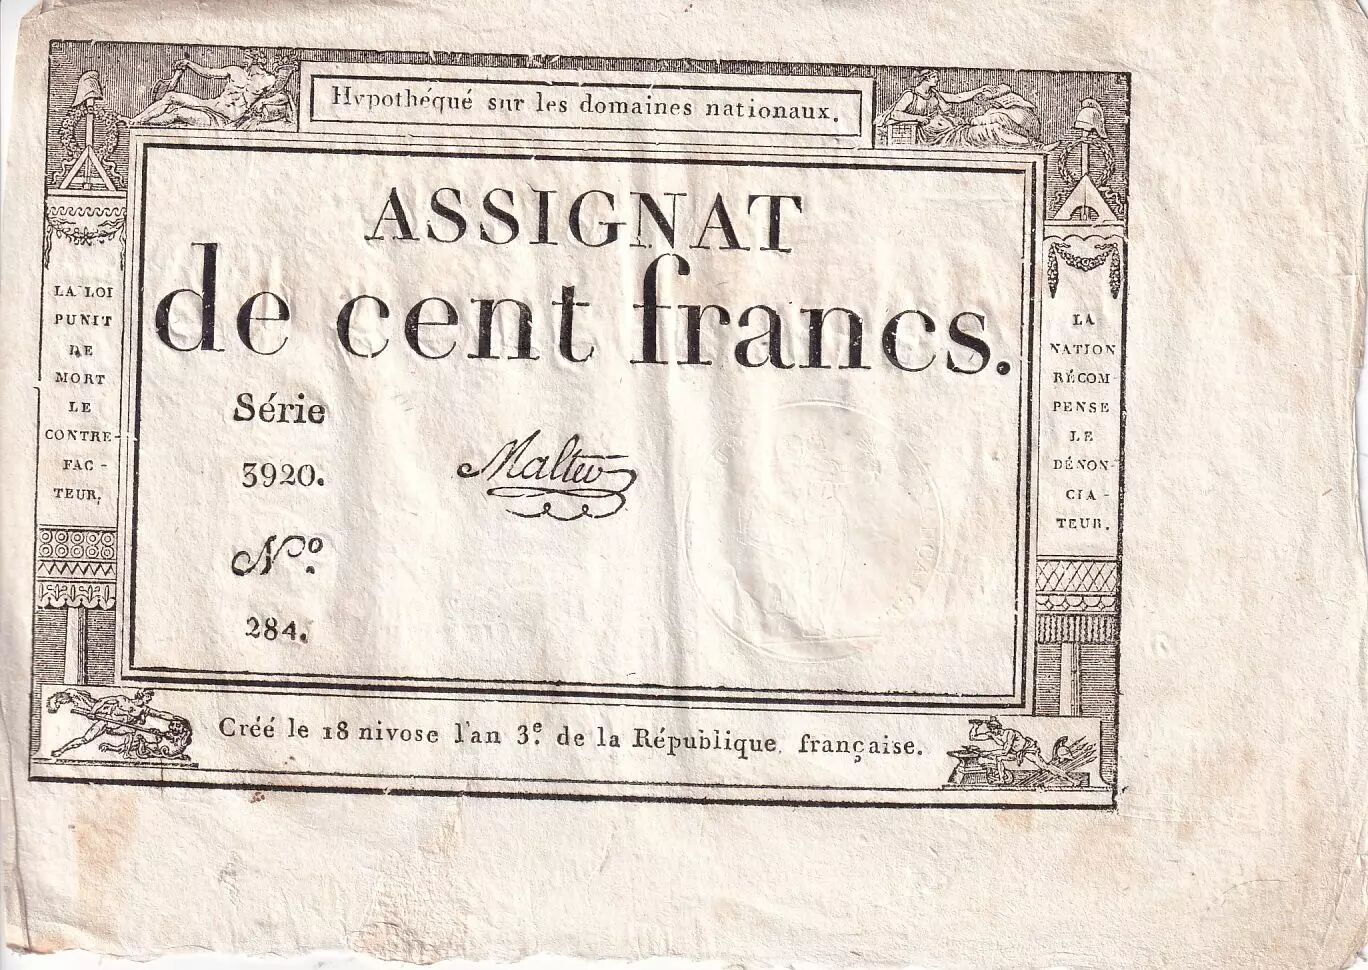 Hypothéqué sur les domaines nationaux.
ASSIGNAT
de cent francs.
Série
3920.
Nº.
284.
LA LOI
PUNIT
DE
MORT
LE
CONTRE-
FAC-
TEUR.
LA
NATION
RÉCOM-
PENSE
LE
DÉNON-
CIA-
TEUR.
Créé le 18 nivose l'an 3e. de la République française.